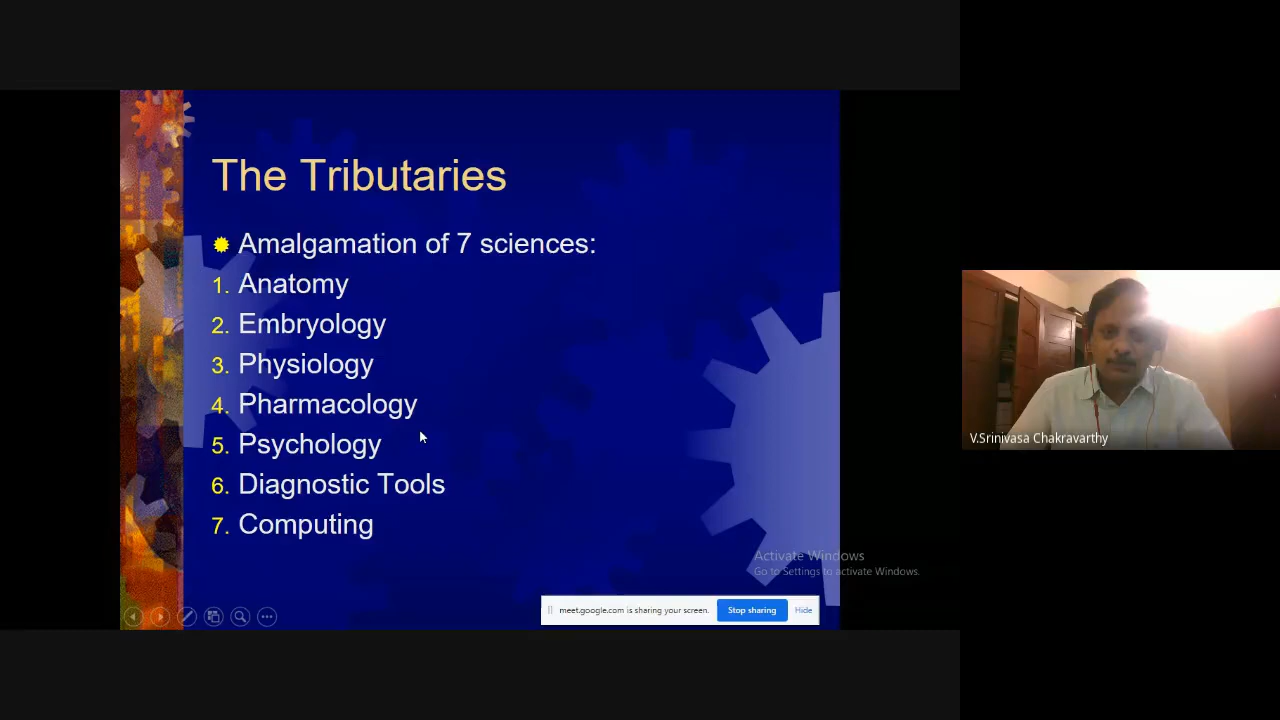 The Tributaries
Amalgamation of 7 sciences:
1. Anatomy
2. Embryology
3. Physiology
4. Pharmacology
5. Psychology
6. Diagnostic Tools
7. Computing
V.Srinivasa Chakravarthy
Activate Windows
Go to Settings to activate Windows.
meet.google.com is sharing your screen. Stop sharing Hide